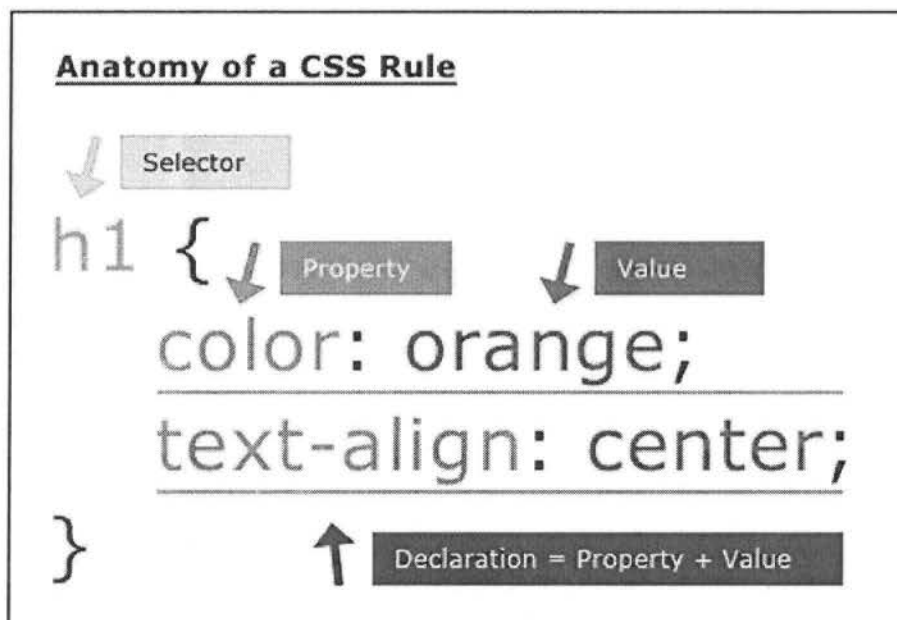 Anatomy of a CSS Rule
Selector
h1 {
Property
Value
color: orange;
text-align: center;
}
Declaration = Property + Value